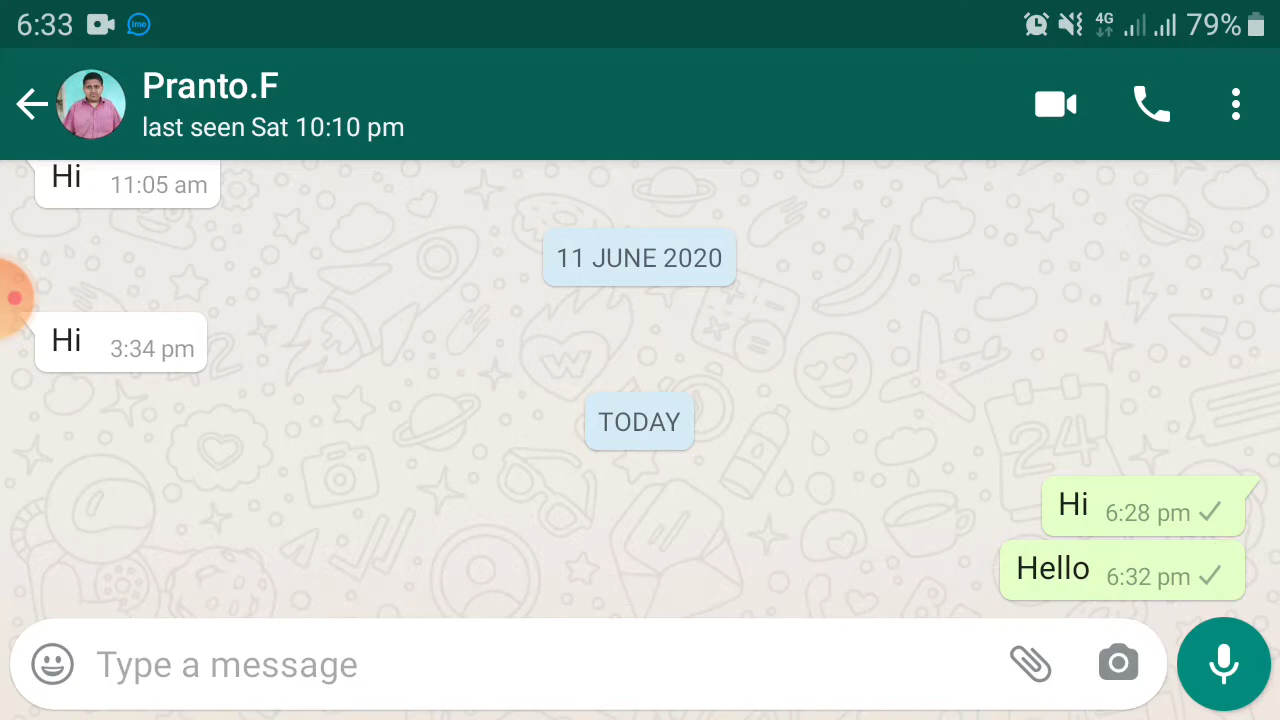 6:33 imo 4G 79%
Pranto.F
last seen Sat 10:10 pm
Hi 11:05 am
11 JUNE 2020
Hi 3:34 pm
TODAY
Hi 6:28 pm
Hello 6:32 pm
Type a message